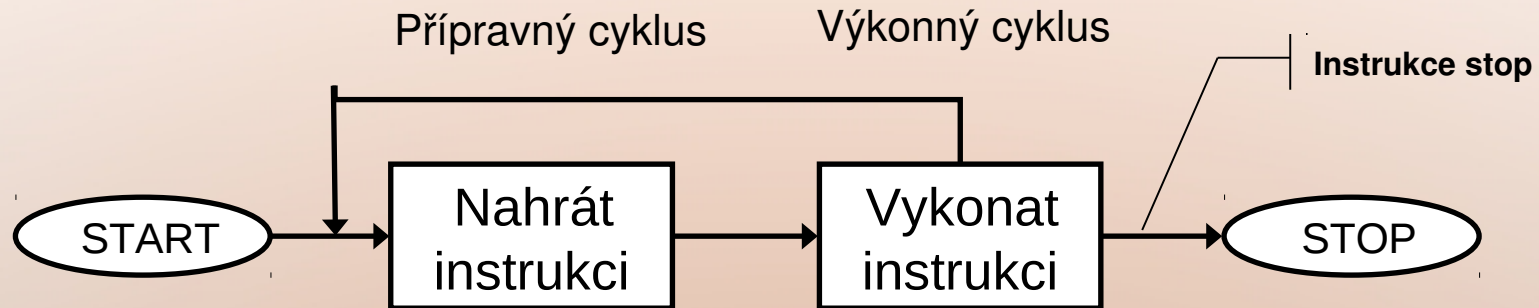 Přípravný cyklus
Výkonný cyklus
Instrukce stop
START
Nahrát
instrukci
Vykonat
instrukci
STOP